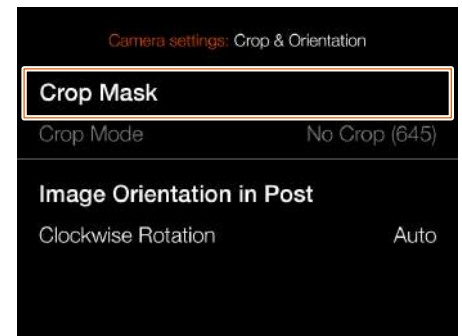 Camera settings: Crop & Orientation
Crop Mask
Crop Mode No Crop (645)
Image Orientation in Post
Clockwise Rotation Auto